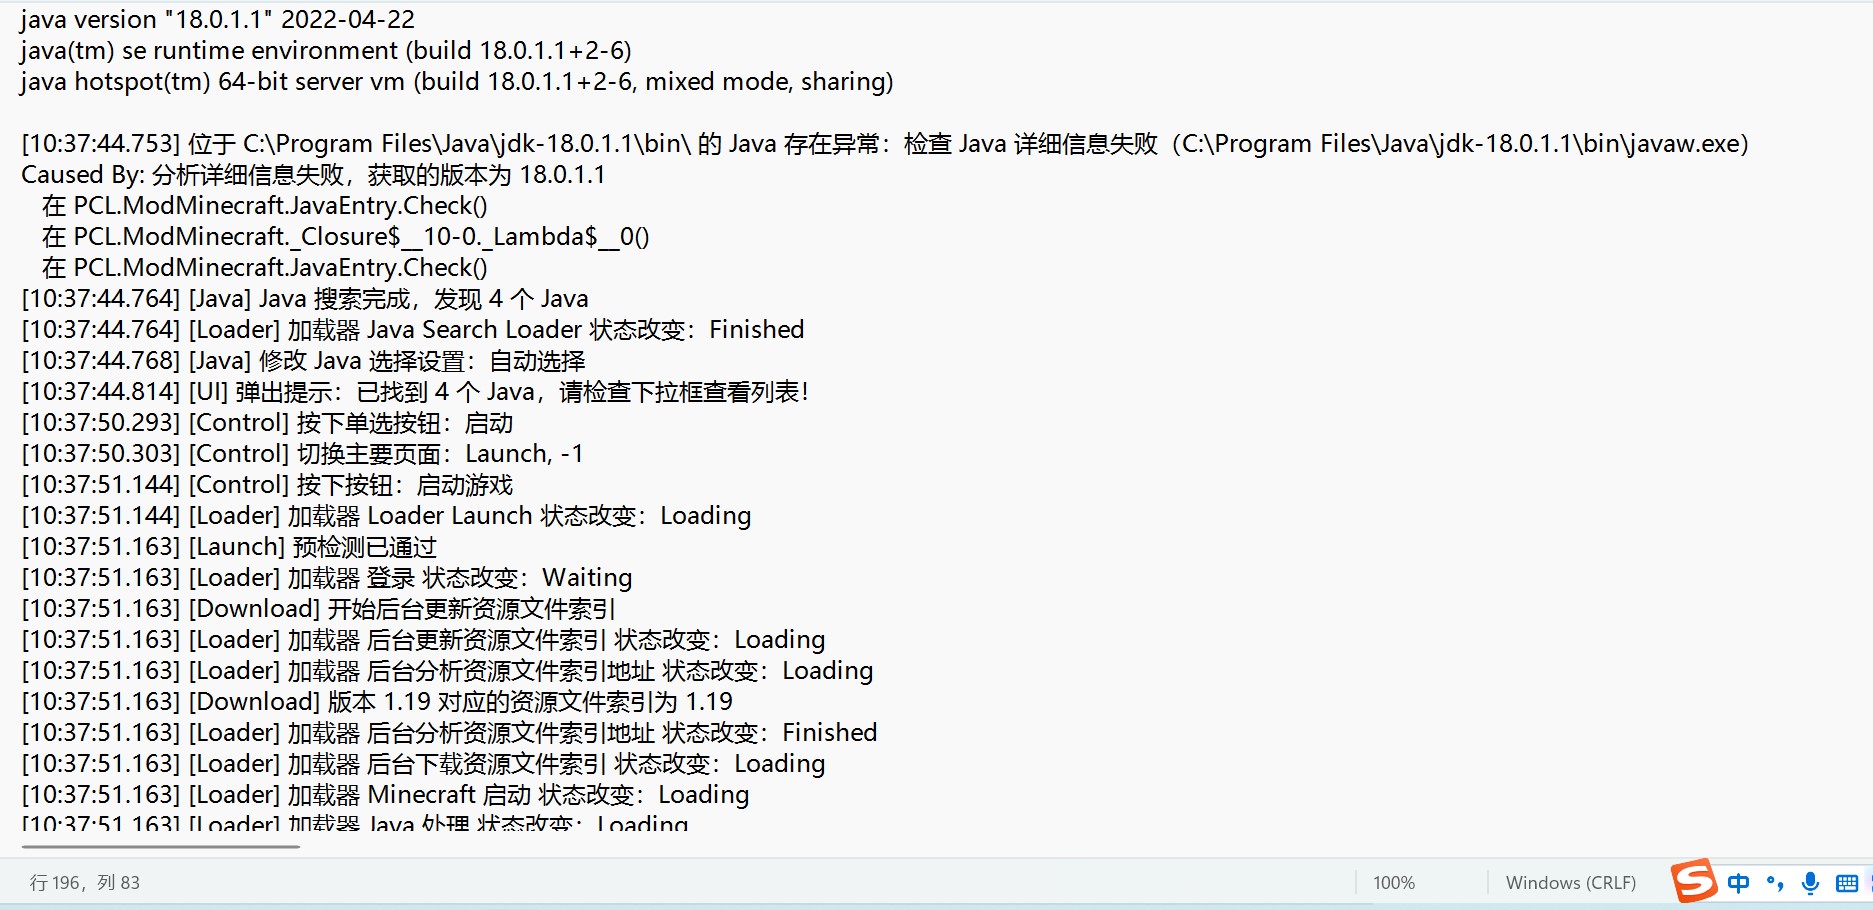 java version "18.0.1.1" 2022-04-22
java(tm) se runtime environment (build 18.0.1.1+2-6)
java hotspot(tm) 64-bit server vm (build 18.0.1.1+2-6, mixed mode, sharing)
[10:37:44.753] 位于 C:\Program Files\Java\jdk-18.0.1.1\bin\ 的 Java 存在异常：检查 Java 详细信息失败（C:\Program Files\Java\jdk-18.0.1.1\bin\javaw.exe）
Caused By: 分析详细信息失败，获取的版本为 18.0.1.1
在 PCL.ModMinecraft.JavaEntry.Check()
在 PCL.ModMinecraft._Closure$__10-0._Lambda$__0()
在 PCL.ModMinecraft.JavaEntry.Check()
[10:37:44.764] [Java] Java 搜索完成，发现 4 个 Java
[10:37:44.764] [Loader] 加载器 Java Search Loader 状态改变：Finished
[10:37:44.768] [Java] 修改 Java 选择设置：自动选择
[10:37:44.814] [UI] 弹出提示：已找到 4 个 Java，请检查下拉框查看列表！
[10:37:50.293] [Control] 按下单选按钮：启动
[10:37:50.303] [Control] 切换主要页面：Launch, -1
[10:37:51.144] [Control] 按下按钮：启动游戏
[10:37:51.144] [Loader] 加载器 Loader Launch 状态改变：Loading
[10:37:51.163] [Launch] 预检测已通过
[10:37:51.163] [Loader] 加载器 登录 状态改变：Waiting
[10:37:51.163] [Download] 开始后台更新资源文件索引
[10:37:51.163] [Loader] 加载器 后台更新资源文件索引 状态改变：Loading
[10:37:51.163] [Loader] 加载器 后台分析资源文件索引地址 状态改变：Loading
[10:37:51.163] [Download] 版本 1.19 对应的资源文件索引为 1.19
[10:37:51.163] [Loader] 加载器 后台分析资源文件索引地址 状态改变：Finished
[10:37:51.163] [Loader] 加载器 后台下载资源文件索引 状态改变：Loading
[10:37:51.163] [Loader] 加载器 Minecraft 启动 状态改变：Loading
[10:37:51.163] [Loader] 加载器 Java 处理 状态改变：Loading
行 196，列 83
100%
Windows (CRLF)
S 中